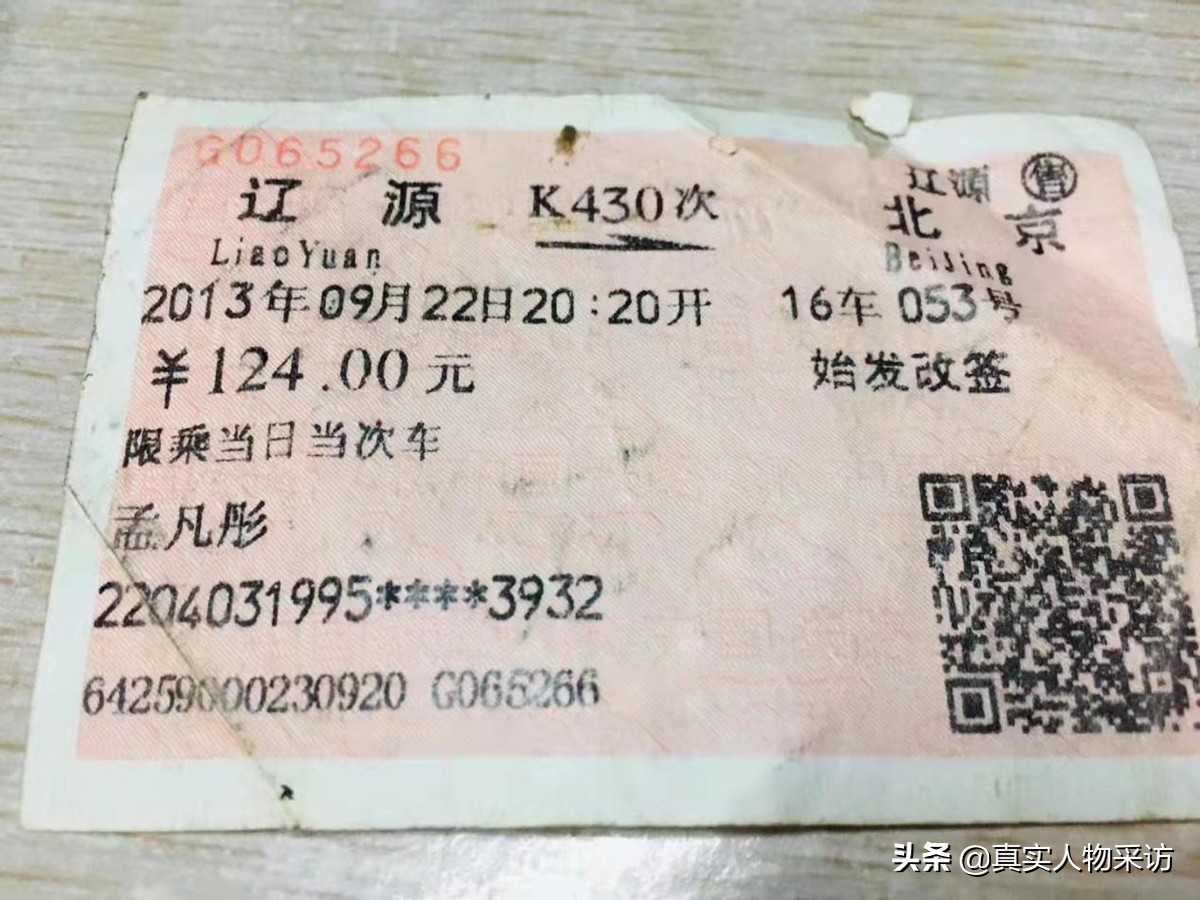 G065266
辽源 售
辽 源 K430次 北 京
LiaoYuan BeiJing
2013年09月22日20:20开 16车 053号
¥124.00元 始发改签
限乘当日当次车
孟凡彤
2204031995****3932
64259000230920 G065266
头条 @真实人物采访